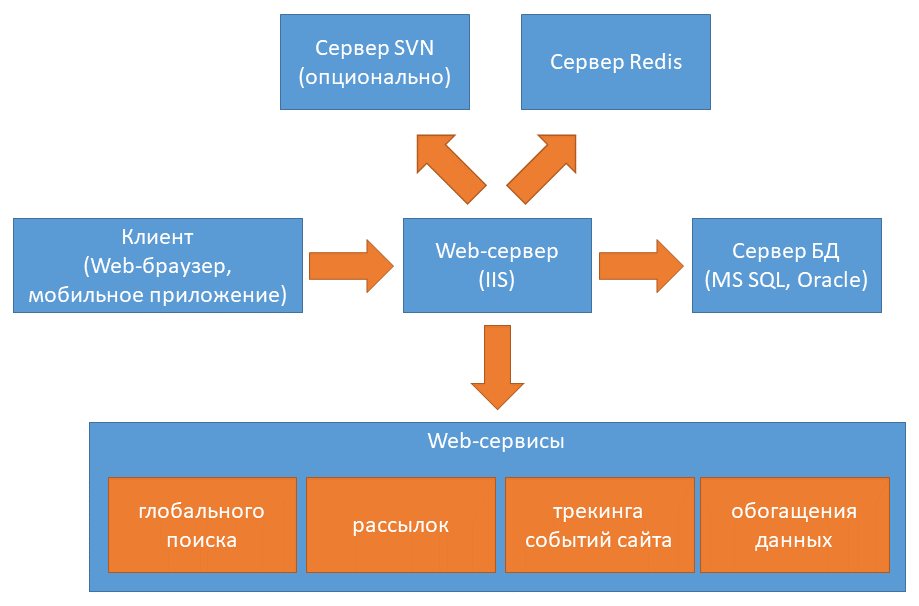 Сервер SVN
(опционально)
Сервер Redis
Клиент
(Web-браузер,
мобильное приложение)
Web-сервер
(IIS)
Сервер БД
(MS SQL, Oracle)
Web-сервисы
глобального
поиска
рассылок
трекинга
событий сайта
обогащения
данных